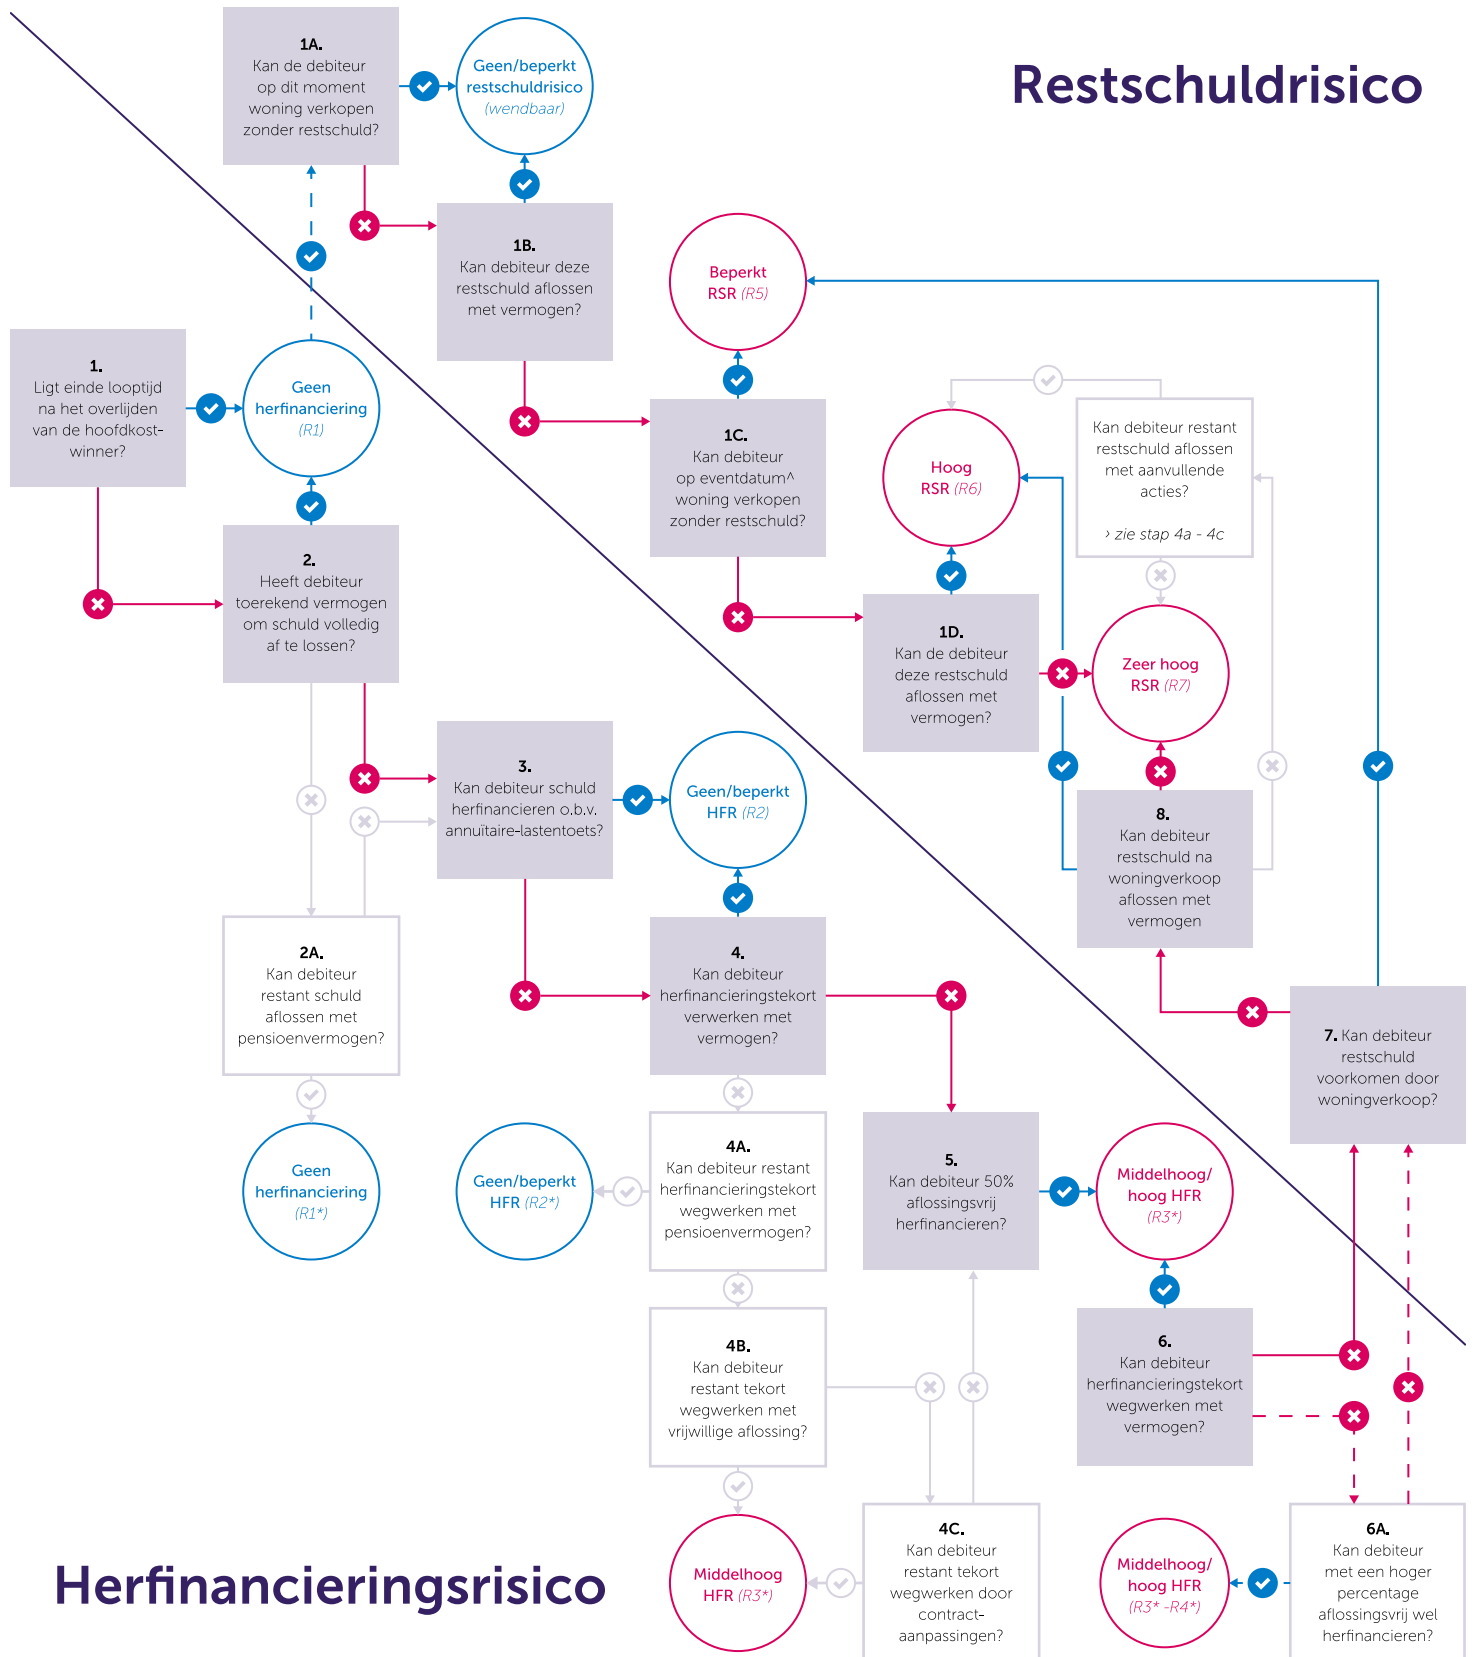 Restschuldrisico
1A.
Kan de debiteur
op dit moment
woning verkopen
zonder restschuld?
Geen/beperkt
restschuldrisico
(wendbaar)
1B.
Kan debiteur deze
restschuld aflossen
met vermogen?
Beperkt
RSR (R5)
1.
Ligt einde looptijd
na het overlijden
van de hoofdkost-
winner?
Geen
herfinanciering
(R1)
1C.
Kan debiteur
op eventdatum^
woning verkopen
zonder restschuld?
Hoog
RSR (R6)
Kan debiteur restant
restschuld aflossen
met aanvullende
acties?
› zie stap 4a - 4c
2.
Heeft debiteur
toerekend vermogen
om schuld volledig
af te lossen?
1D.
Kan de debiteur
deze restschuld
aflossen met
vermogen?
Zeer hoog
RSR (R7)
3.
Kan debiteur schuld
herfinancieren o.b.v.
annuïtaire-lastentoets?
Geen/beperkt
HFR (R2)
8.
Kan debiteur
restschuld na
woningverkoop
aflossen met
vermogen
2A.
Kan debiteur
restant schuld
aflossen met
pensioenvermogen?
4.
Kan debiteur
herfinancieringstekort
verwerken met
vermogen?
7. Kan debiteur
restschuld
voorkomen door
woningverkoop?
Geen
herfinanciering
(R1*)
Geen/beperkt
HFR (R2*)
4A.
Kan debiteur restant
herfinancieringstekort
wegwerken met
pensioenvermogen?
5.
Kan debiteur 50%
aflossingsvrij
herfinancieren?
Middelhoog/
hoog HFR
(R3*)
4B.
Kan debiteur
restant tekort
wegwerken met
vrijwillige aflossing?
6.
Kan debiteur
herfinancieringstekort
wegwerken met
vermogen?
Middelhoog
HFR (R3*)
4C.
Kan debiteur
restant tekort
wegwerken door
contract-
aanpassingen?
Middelhoog/
hoog HFR
(R3* -R4*)
6A.
Kan debiteur
met een hoger
percentage
aflossingsvrij wel
herfinancieren?
Herfinancieringsrisico